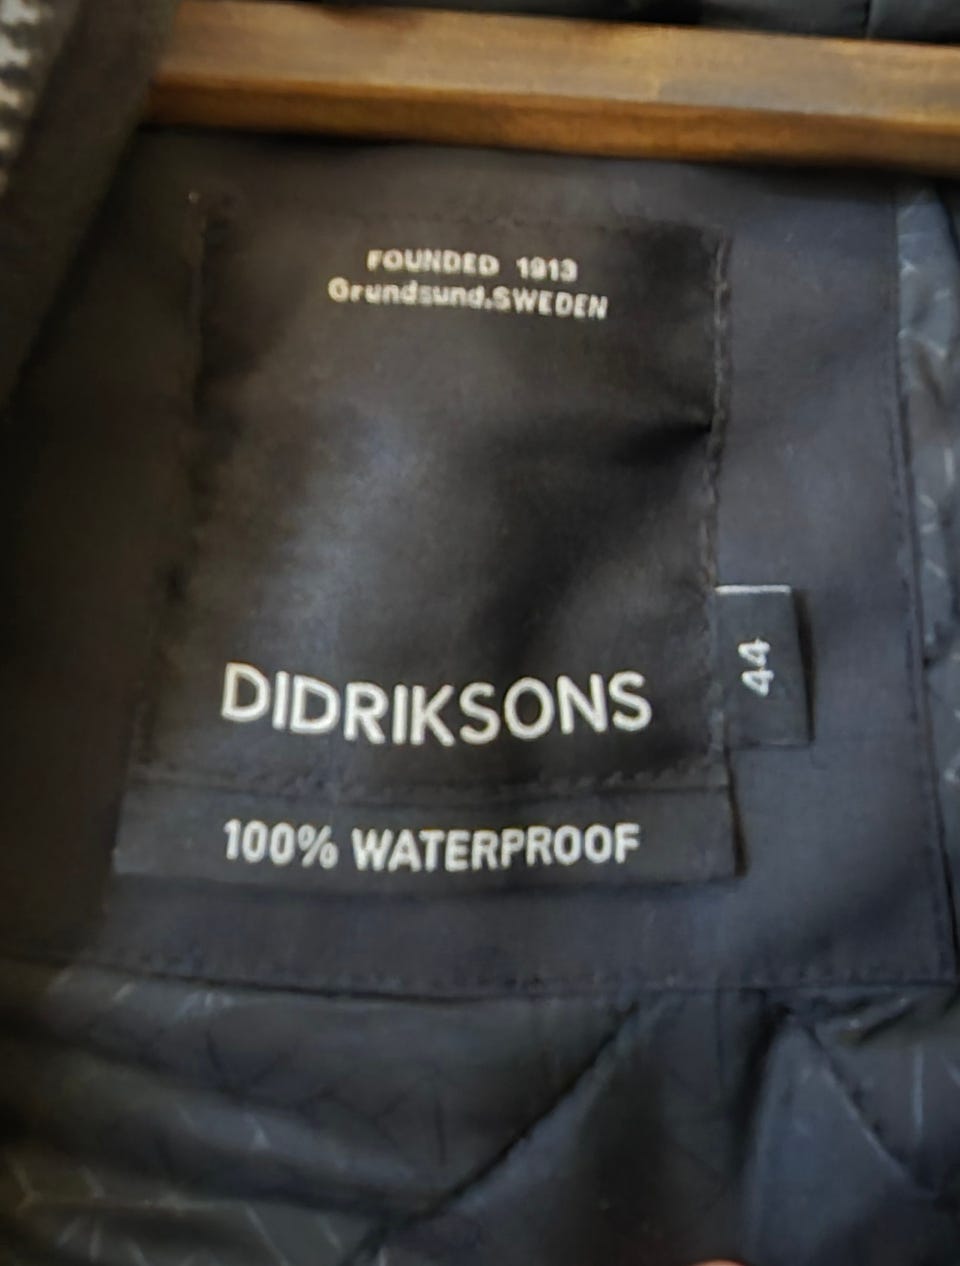 FOUNDED 1913
Grundsund.SWEDEN
DIDRIKSONS
44
100% WATERPROOF